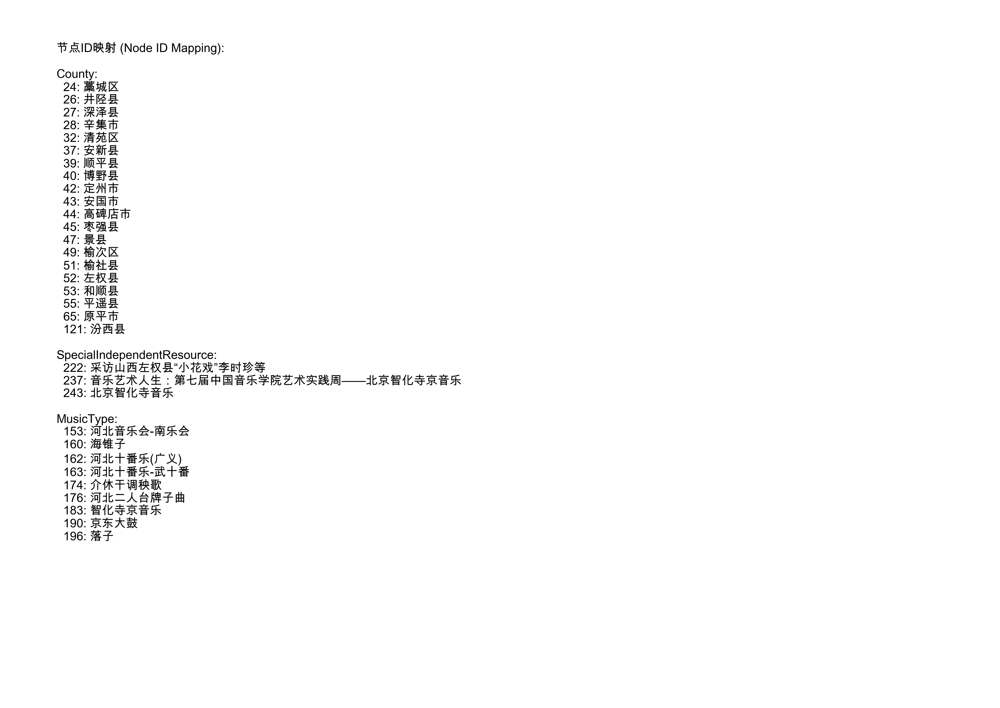 节点ID映射 (Node ID Mapping):
County:
24: 藁城区
26: 井陉县
27: 深泽县
28: 辛集市
32: 清苑区
37: 安新县
39: 顺平县
40: 博野县
42: 定州市
43: 安国市
44: 高碑店市
45: 枣强县
47: 景县
49: 榆次区
51: 榆社县
52: 左权县
53: 和顺县
55: 平遥县
65: 原平市
121: 汾西县
SpecialIndependentResource:
222: 采访山西左权县“小花戏”李时珍等
237: 音乐艺术人生：第七届中国音乐学院艺术实践周——北京智化寺京音乐
243: 北京智化寺音乐
MusicType:
153: 河北音乐会-南乐会
160: 海锥子
162: 河北十番乐(广义)
163: 河北十番乐-武十番
174: 介休干调秧歌
176: 河北二人台牌子曲
183: 智化寺京音乐
190: 京东大鼓
196: 落子